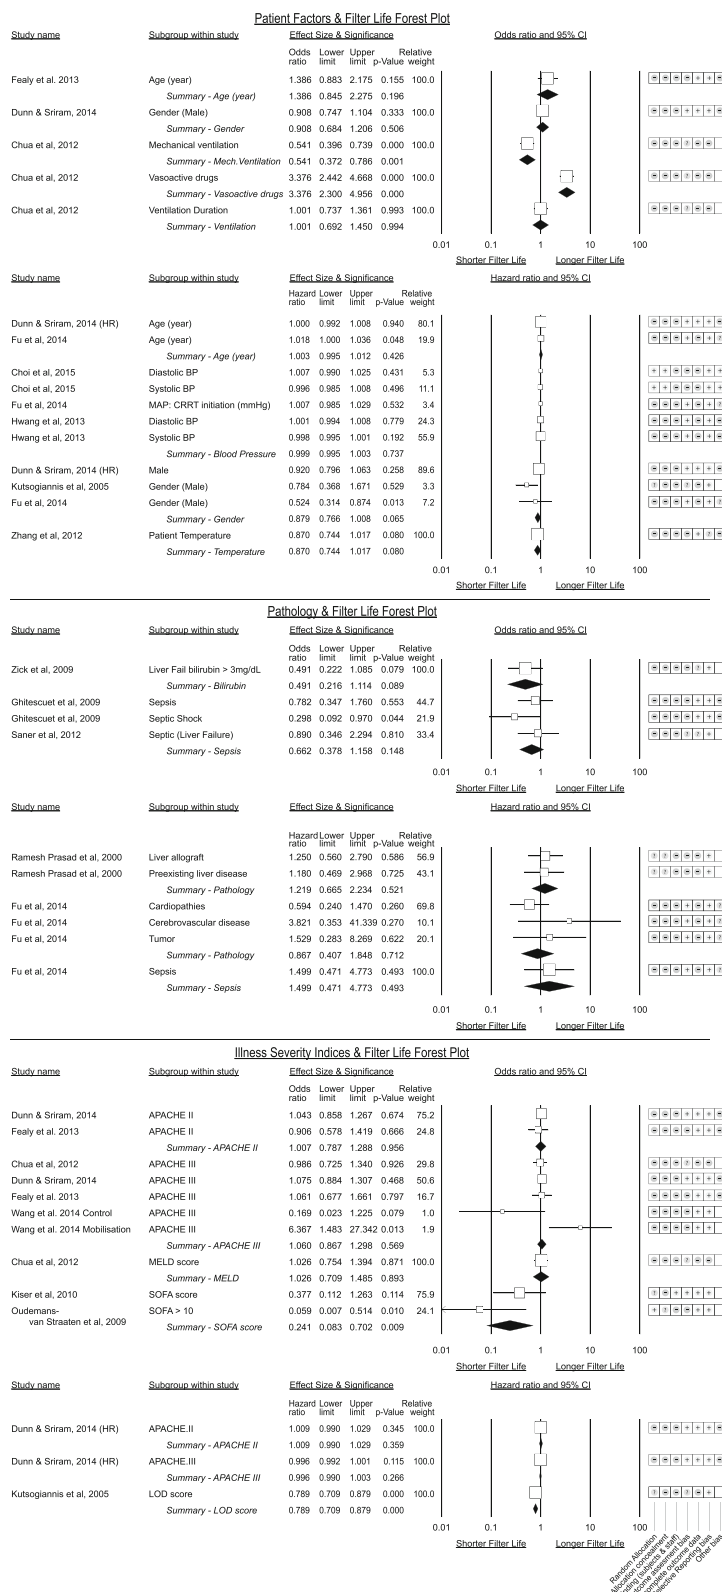 Patient Factors & Filter Life Forest Plot
Study name Subgroup within study Effect Size & Significance Odds ratio and 95% CI
Odds Lower Upper Relative
ratio limit limit p-Value weight
Fealy et al. 2013 Age (year) 1.386 0.883 2.175 0.155 100.0
Summary - Age (year) 1.386 0.845 2.275 0.196
Dunn & Sriram, 2014 Gender (Male) 0.908 0.747 1.104 0.333 100.0
Summary - Gender 0.908 0.684 1.206 0.506
Chua et al, 2012 Mechanical ventilation 0.541 0.396 0.739 0.000 100.0
Summary - Mech.Ventilation 0.541 0.372 0.786 0.001
Chua et al, 2012 Vasoactive drugs 3.376 2.442 4.668 0.000 100.0
Summary - Vasoactive drugs 3.376 2.300 4.956 0.000
Chua et al, 2012 Ventilation Duration 1.001 0.737 1.361 0.993 100.0
Summary - Ventilation 1.001 0.692 1.450 0.994
0.01 0.1 1 10 100
Shorter Filter Life Longer Filter Life
Study name Subgroup within study Effect Size & Significance Hazard ratio and 95% CI
Hazard Lower Upper Relative
ratio limit limit p-Value weight
Dunn & Sriram, 2014 (HR) Age (year) 1.000 0.992 1.008 0.940 80.1
Fu et al, 2014 Age (year) 1.018 1.000 1.036 0.048 19.9
Summary - Age (year) 1.003 0.995 1.012 0.426
Choi et al, 2015 Diastolic BP 1.007 0.990 1.025 0.431 5.3
Choi et al, 2015 Systolic BP 0.996 0.985 1.008 0.496 11.1
Fu et al, 2014 MAP: CRRT initiation (mmHg) 1.007 0.985 1.029 0.532 3.4
Hwang et al, 2013 Diastolic BP 1.001 0.994 1.008 0.779 24.3
Hwang et al, 2013 Systolic BP 0.998 0.995 1.001 0.192 55.9
Summary - Blood Pressure 0.999 0.995 1.003 0.737
Dunn & Sriram, 2014 (HR) Male 0.920 0.796 1.063 0.258 89.6
Kutsogiannis et al, 2005 Gender (Male) 0.784 0.368 1.671 0.529 3.3
Fu et al, 2014 Gender (Male) 0.524 0.314 0.874 0.013 7.2
Summary - Gender 0.879 0.766 1.008 0.065
Zhang et al, 2012 Patient Temperature 0.870 0.744 1.017 0.080 100.0
Summary - Temperature 0.870 0.744 1.017 0.080
0.01 0.1 1 10 100
Shorter Filter Life Longer Filter Life
Pathology & Filter Life Forest Plot
Study name Subgroup within study Effect Size & Significance Odds ratio and 95% CI
Odds Lower Upper Relative
ratio limit limit p-Value weight
Zick et al, 2009 Liver Fail bilirubin > 3mg/dL 0.491 0.222 1.085 0.079 100.0
Summary - Bilirubin 0.491 0.216 1.114 0.089
Ghitescuet et al, 2009 Sepsis 0.782 0.347 1.760 0.553 44.7
Ghitescuet et al, 2009 Septic Shock 0.298 0.092 0.970 0.044 21.9
Saner et al, 2012 Septic (Liver Failure) 0.890 0.346 2.294 0.810 33.4
Summary - Sepsis 0.662 0.378 1.158 0.148
0.01 0.1 1 10 100
Shorter Filter Life Longer Filter Life
Study name Subgroup within study Effect Size & Significance Hazard ratio and 95% CI
Hazard Lower Upper Relative
ratio limit limit p-Value weight
Ramesh Prasad et al, 2000 Liver allograft 1.250 0.560 2.790 0.586 56.9
Ramesh Prasad et al, 2000 Preexisting liver disease 1.180 0.469 2.968 0.725 43.1
Summary - Pathology 1.219 0.665 2.234 0.521
Fu et al, 2014 Cardiopathies 0.594 0.240 1.470 0.260 69.8
Fu et al, 2014 Cerebrovascular disease 3.821 0.353 41.339 0.270 10.1
Fu et al, 2014 Tumor 1.529 0.283 8.269 0.622 20.1
Summary - Pathology 0.867 0.407 1.848 0.712
Fu et al, 2014 Sepsis 1.499 0.471 4.773 0.493 100.0
Summary - Sepsis 1.499 0.471 4.773 0.493
0.01 0.1 1 10 100
Shorter Filter Life Longer Filter Life
Illness Severity Indices & Filter Life Forest Plot
Study name Subgroup within study Effect Size & Significance Odds ratio and 95% CI
Odds Lower Upper Relative
ratio limit limit p-Value weight
Dunn & Sriram, 2014 APACHE II 1.043 0.858 1.267 0.674 75.2
Fealy et al. 2013 APACHE II 0.906 0.578 1.419 0.666 24.8
Summary - APACHE II 1.007 0.787 1.288 0.956
Chua et al, 2012 APACHE III 0.986 0.725 1.340 0.926 29.8
Dunn & Sriram, 2014 APACHE III 1.075 0.884 1.307 0.468 50.6
Fealy et al. 2013 APACHE III 1.061 0.677 1.661 0.797 16.7
Wang et al. 2014 Control APACHE III 0.169 0.023 1.225 0.079 1.0
Wang et al. 2014 Mobilisation APACHE III 6.367 1.483 27.342 0.013 1.9
Summary - APACHE III 1.060 0.867 1.298 0.569
Chua et al, 2012 MELD score 1.026 0.754 1.394 0.871 100.0
Summary - MELD 1.026 0.709 1.485 0.893
Kiser et al, 2010 SOFA score 0.377 0.112 1.263 0.114 75.9
Oudemans- SOFA > 10 0.059 0.007 0.514 0.010 24.1
van Straaten et al, 2009
Summary - SOFA score 0.241 0.083 0.702 0.009
0.01 0.1 1 10 100
Shorter Filter Life Longer Filter Life
Study name Subgroup within study Effect Size & Significance Hazard ratio and 95% CI
Hazard Lower Upper Relative
ratio limit limit p-Value weight
Dunn & Sriram, 2014 (HR) APACHE.II 1.009 0.990 1.029 0.345 100.0
Summary - APACHE II 1.009 0.990 1.029 0.359
Dunn & Sriram, 2014 (HR) APACHE.III 0.996 0.992 1.001 0.115 100.0
Summary - APACHE III 0.996 0.990 1.003 0.266
Kutsogiannis et al, 2005 LOD score 0.789 0.709 0.879 0.000 100.0
Summary - LOD score 0.789 0.709 0.879 0.000
0.01 0.1 1 10 100
Shorter Filter Life Longer Filter Life
Random Allocation
concealment
(subjects & staff)
assessment bias
outcome data
Reporting bias
Other bias